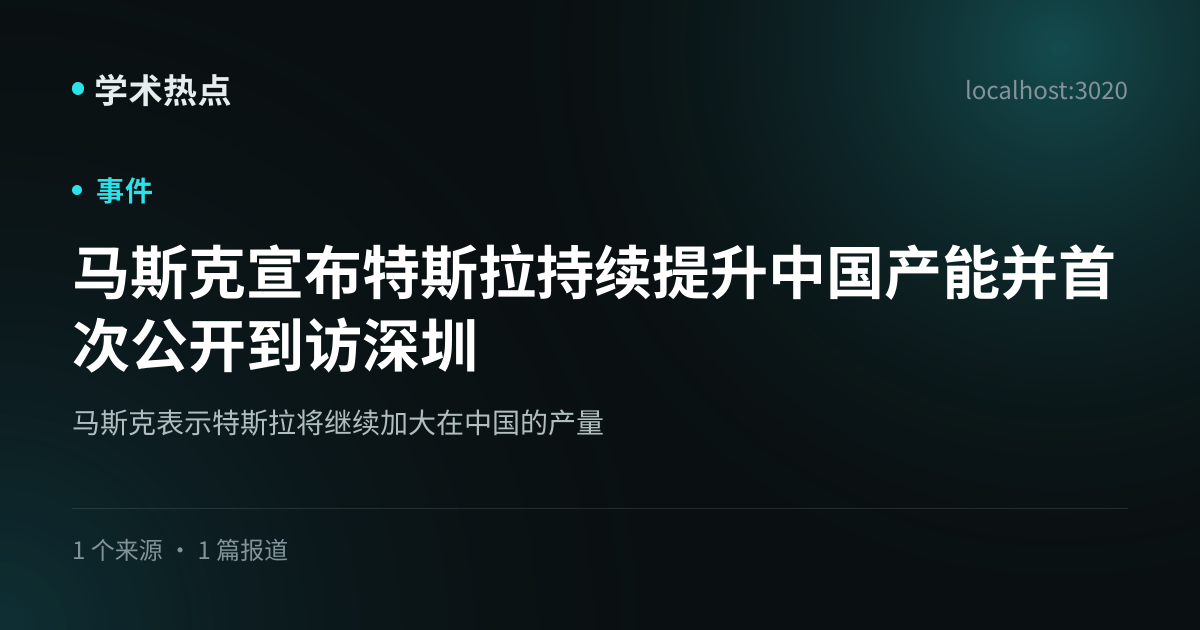 学术热点
localhost:3020
事件
马斯克宣布特斯拉持续提升中国产能并首
次公开到访深圳
马斯克表示特斯拉将继续加大在中国的产量
1 个来源 · 1 篇报道